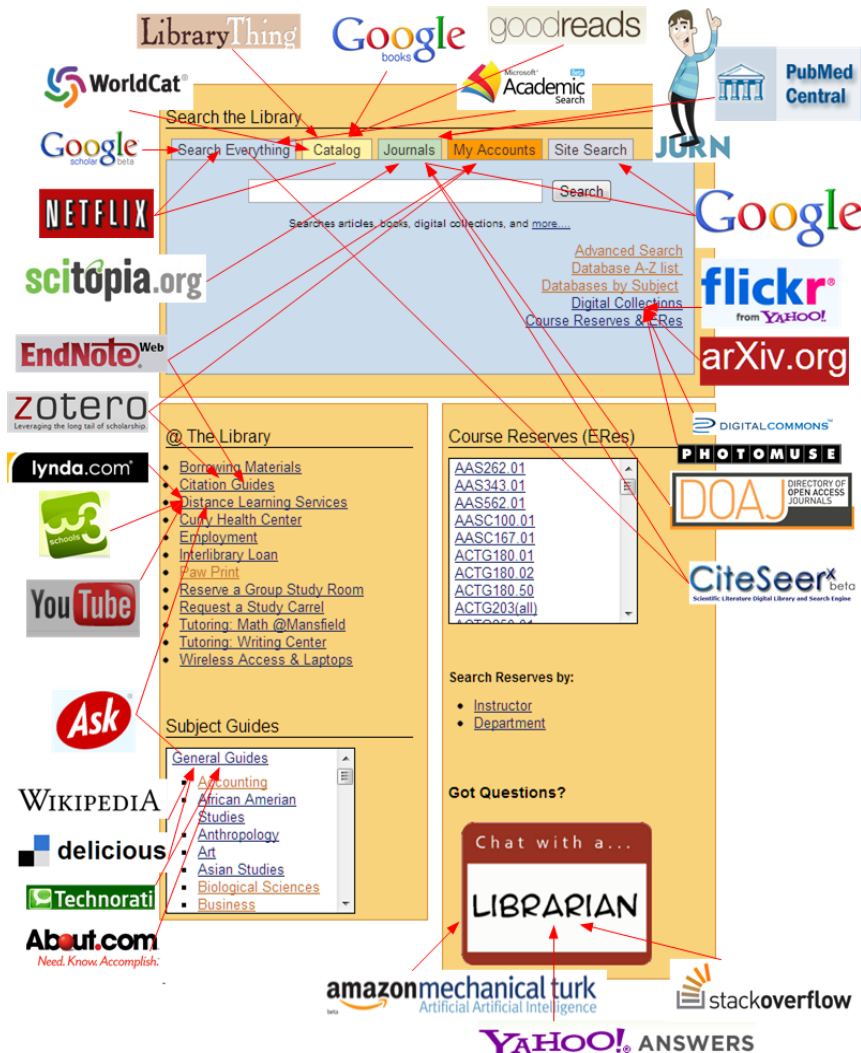 LibraryThing
Google
books
goodreads
WorldCat®
Microsoft® Beta
Academic
Search
PubMed
Central
JURN
Search the Library
Google
scholar beta
Search Everything
Catalog
Journals
My Accounts
Site Search
NETFLIX
Search
Searches articles, books, digital collections, and more....
Google
scitopia.org
Advanced Search
Database A-Z list
Databases by Subject
Digital Collections
Course Reserves & ERes
flickr®
from YAHOO!
arXiv.org
EndNote® Web
zotero
Leveraging the long tail of scholarship.
lynda.com®
w3
schools
You Tube
Ask®
WIKIPEDIA
delicious
Technorati
About.com
Need. Know. Accomplish.
@ The Library
Borrowing Materials
Citation Guides
Distance Learning Services
Curry Health Center
Employment
Interlibrary Loan
Paw Print
Reserve a Group Study Room
Request a Study Carrel
Tutoring: Math @Mansfield
Tutoring: Writing Center
Wireless Access & Laptops
Subject Guides
General Guides
Accounting
African Amerian
Studies
Anthropology
Art
Asian Studies
Biological Sciences
Business
Course Reserves (ERes)
AAS262.01
AAS343.01
AAS562.01
AASC100.01
AASC167.01
ACTG180.01
ACTG180.02
ACTG180.50
ACTG203(all)
Search Reserves by:
Instructor
Department
Got Questions?
Chat with a...
LIBRARIAN
DIGITALCOMMONS™
PHOTOMUSE
DOAJ DIRECTORY OF
OPEN ACCESS
JOURNALS
CiteSeerx beta
Scientific Literature Digital Library and Search Engine
amazonmechanical turk
beta
Artificial Artificial Intelligence
stackoverflow
YAHOO! ANSWERS